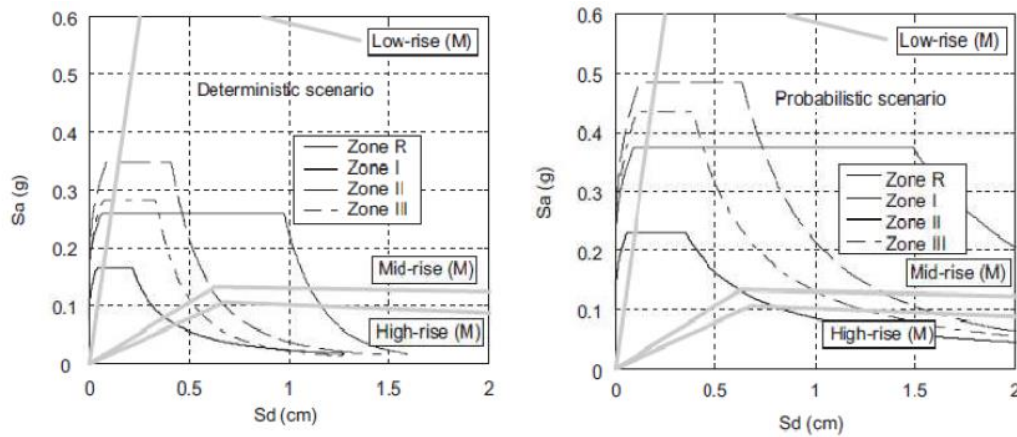 0.6
0.5
0.4
0.3
0.2
0.1
0
Sa (g)
0
0.5
1
1.5
2
Sd (cm)
Low-rise (M)
Deterministic scenario
Zone R
Zone I
Zone II
Zone III
Mid-rise (M)
High-rise (M)
0.6
0.5
0.4
0.3
0.2
0.1
0
Sa (g)
0
0.5
1
1.5
2
Sd (cm)
Low-rise (M)
Probabilistic scenario
Zone R
Zone I
Zone II
Zone III
Mid-rise (M)
High-rise (M)